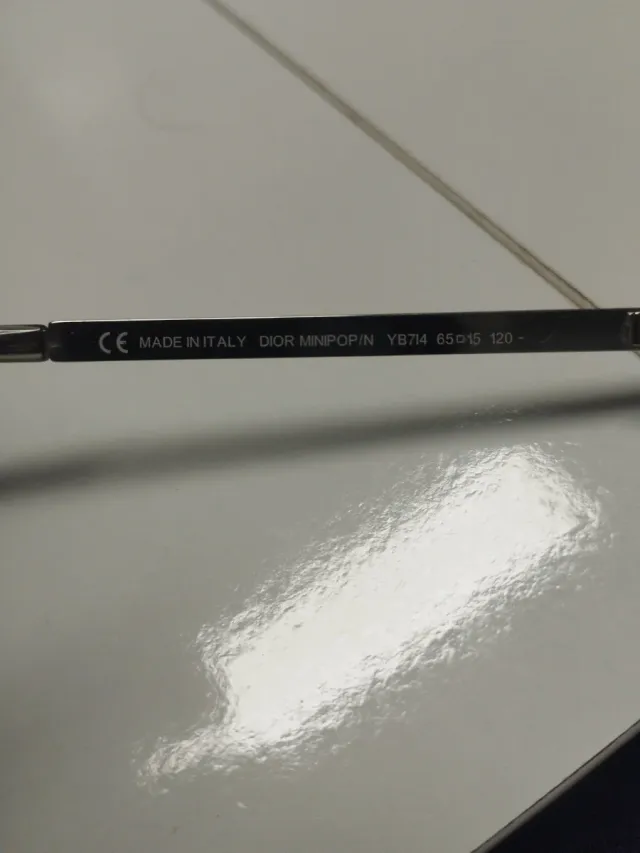 CE MADE IN ITALY DIOR MINIPOP/N YB7I4 65□15 120 -